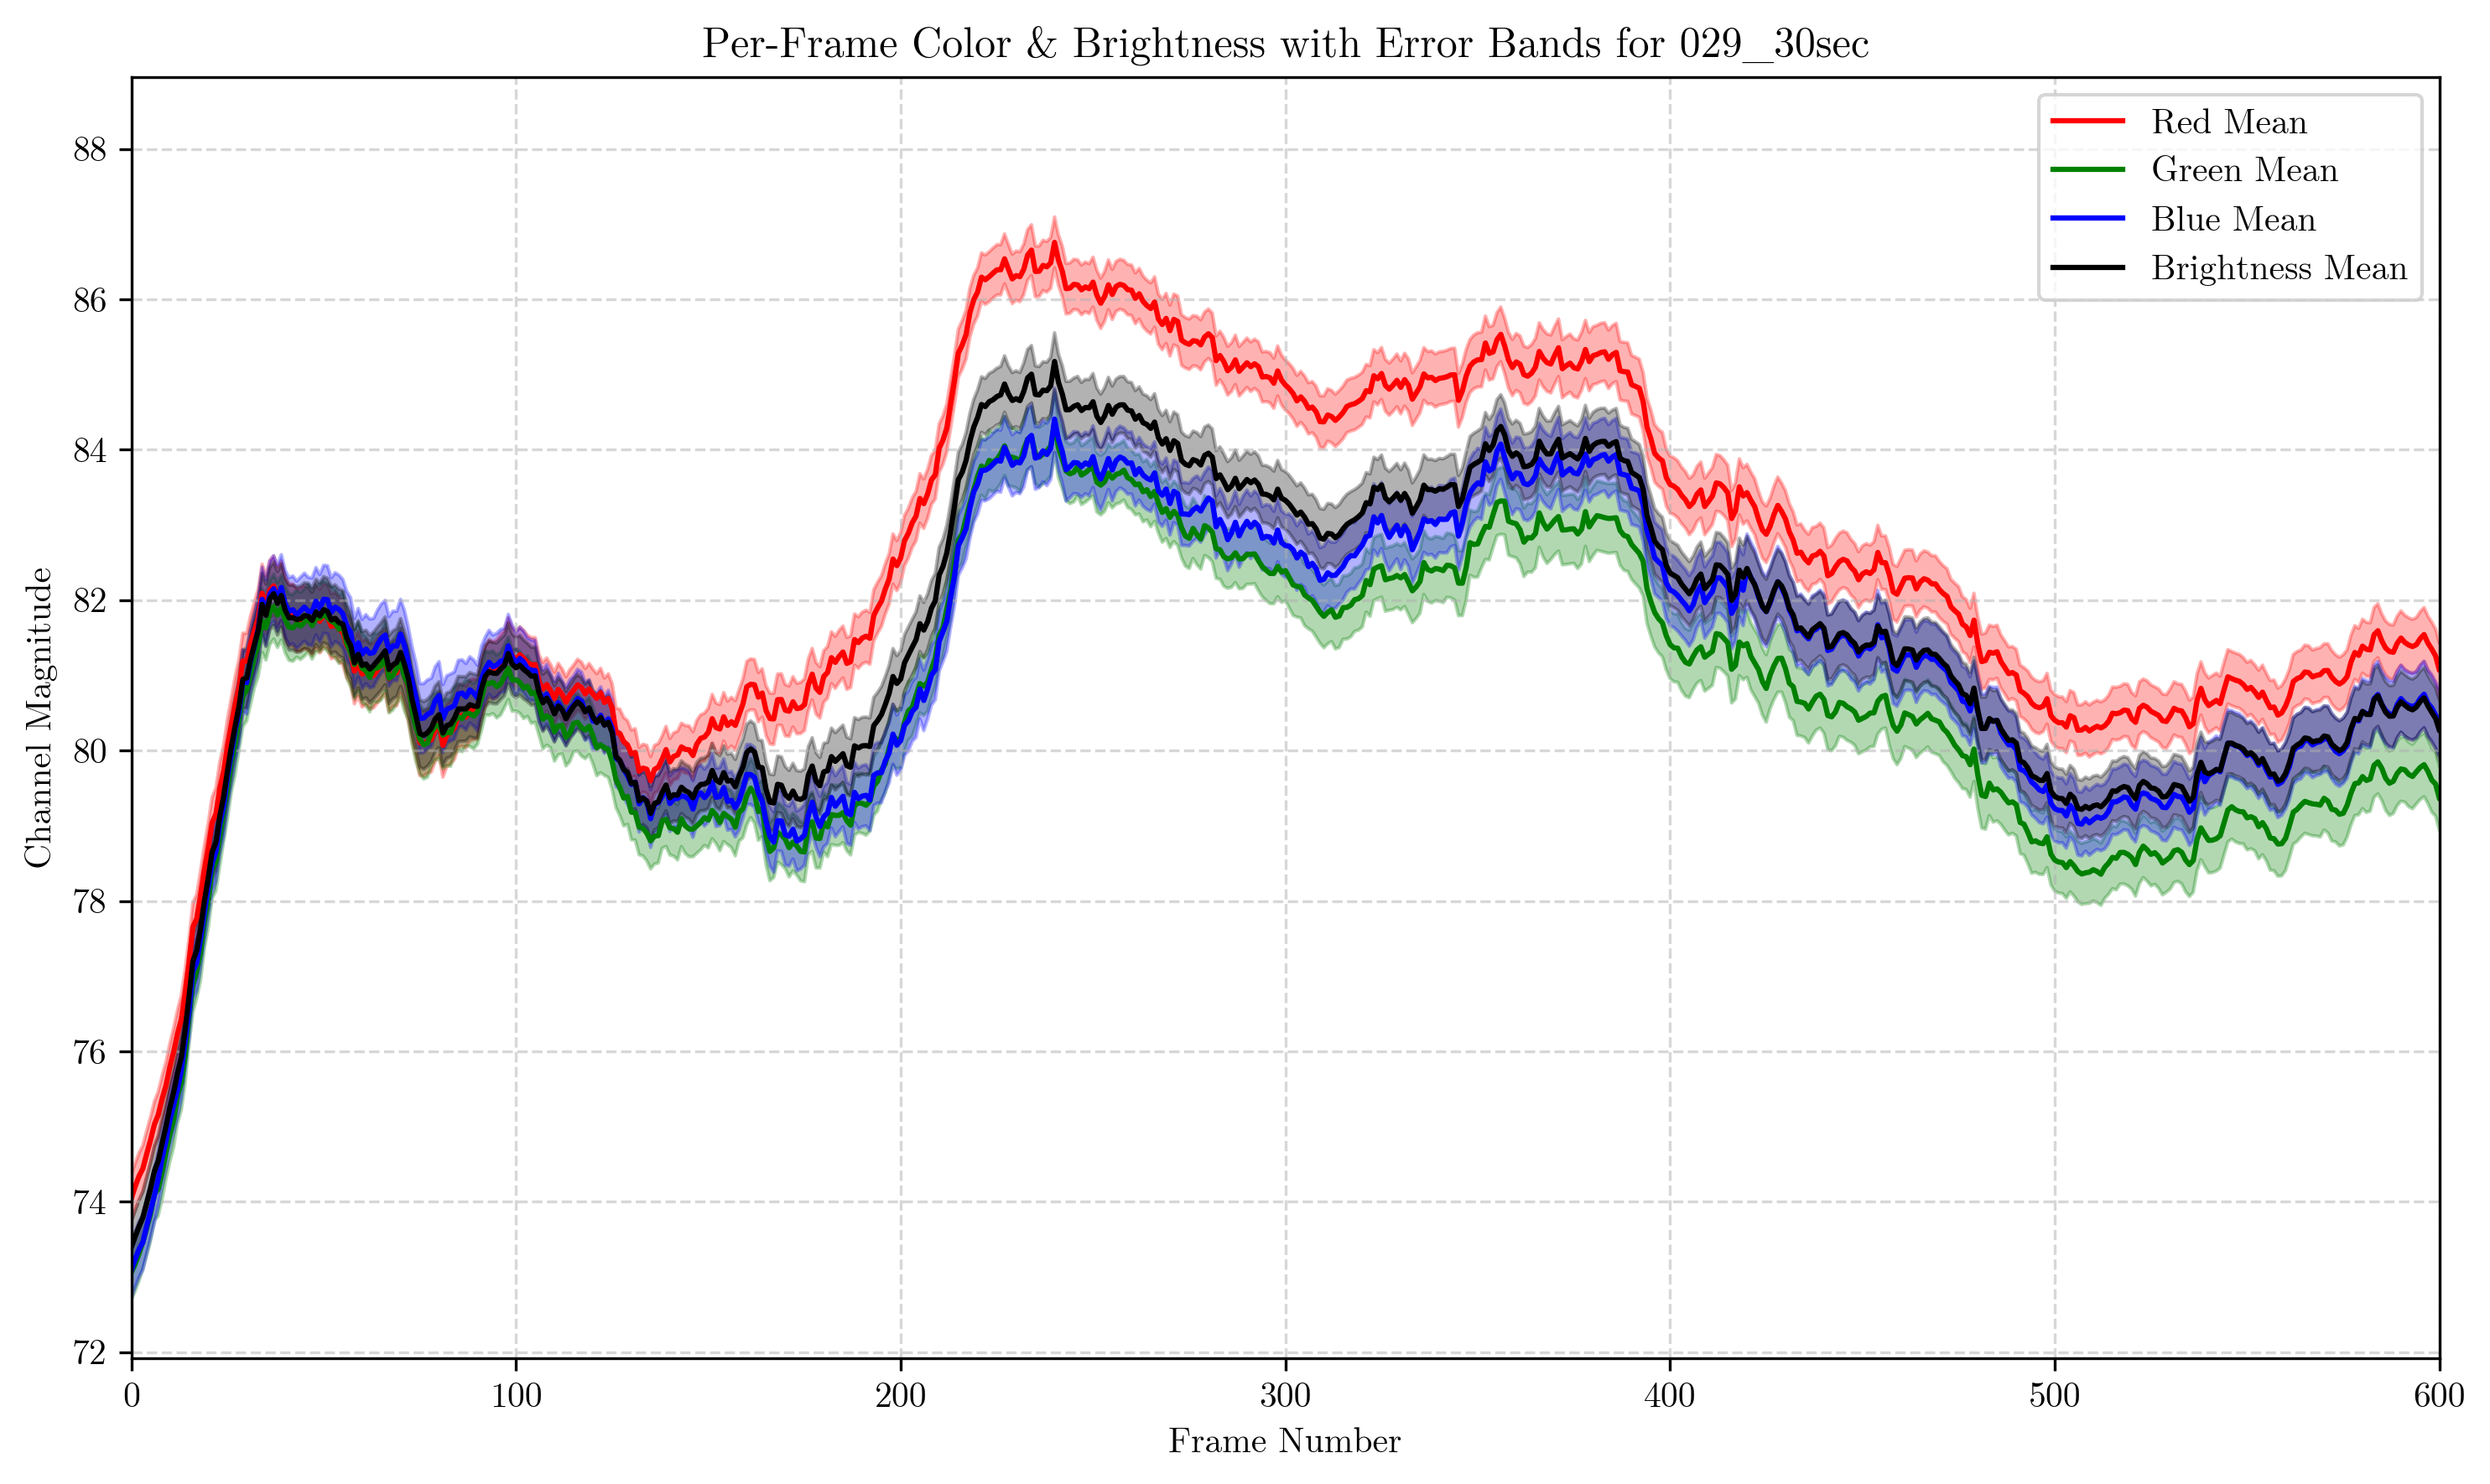 Per-Frame Color & Brightness with Error Bands for 029_30sec
Red Mean
Green Mean
Blue Mean
Brightness Mean
Channel Magnitude
88
86
84
82
80
78
76
74
72
0 100 200 300 400 500 600
Frame Number